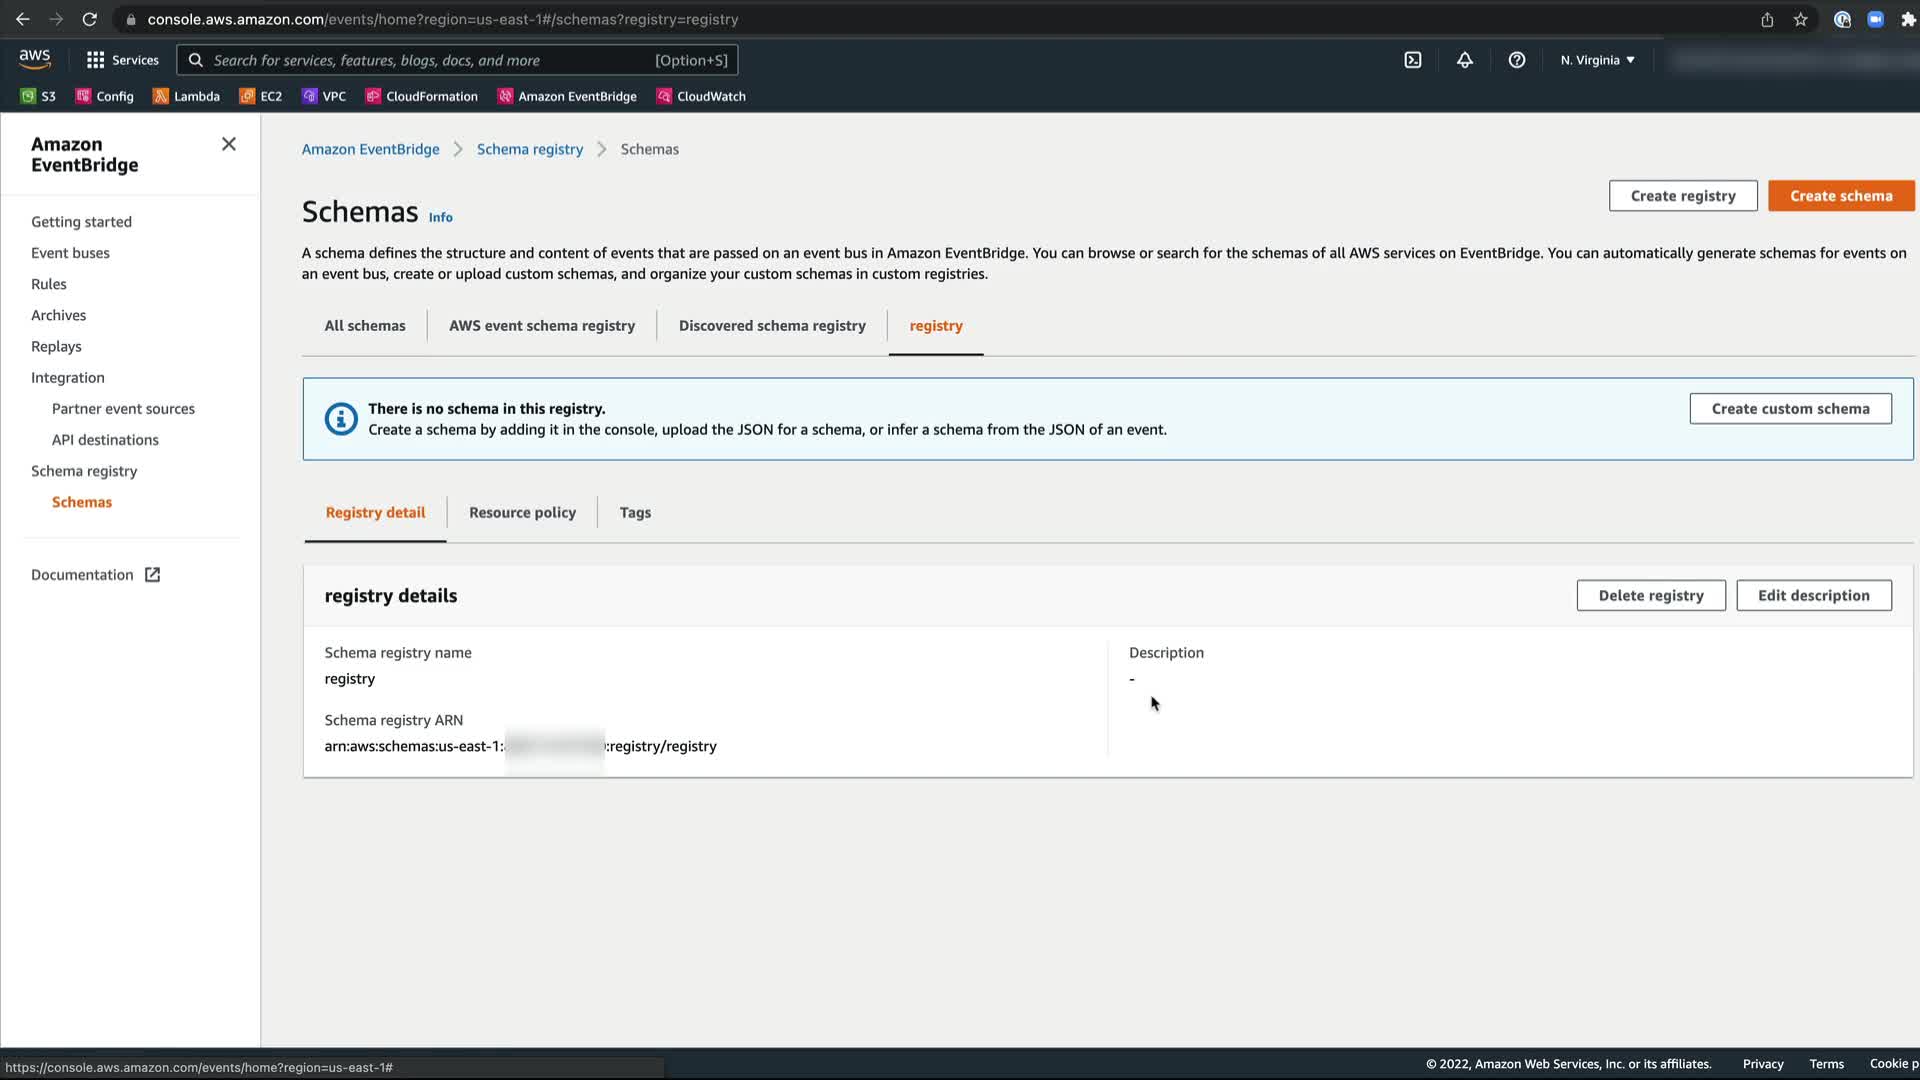 console.aws.amazon.com/events/home?region=us-east-1#/schemas?registry=registry
aws
Services
Search for services, features, blogs, docs, and more
[Option+S]
N. Virginia
S3
Config
Lambda
EC2
VPC
CloudFormation
Amazon EventBridge
CloudWatch
Amazon
EventBridge
Getting started
Event buses
Rules
Archives
Replays
Integration
Partner event sources
API destinations
Schema registry
Schemas
Documentation
Amazon EventBridge
Schema registry
Schemas
Schemas Info
Create registry
Create schema
A schema defines the structure and content of events that are passed on an event bus in Amazon EventBridge. You can browse or search for the schemas of all AWS services on EventBridge. You can automatically generate schemas for events on
an event bus, create or upload custom schemas, and organize your custom schemas in custom registries.
All schemas
AWS event schema registry
Discovered schema registry
registry
There is no schema in this registry.
Create a schema by adding it in the console, upload the JSON for a schema, or infer a schema from the JSON of an event.
Create custom schema
Registry detail
Resource policy
Tags
registry details
Delete registry
Edit description
Schema registry name
registry
Schema registry ARN
arn:aws:schemas:us-east-1: :registry/registry
Description
-
https://console.aws.amazon.com/events/home?region=us-east-1#
© 2022, Amazon Web Services, Inc. or its affiliates.
Privacy
Terms
Cookie p